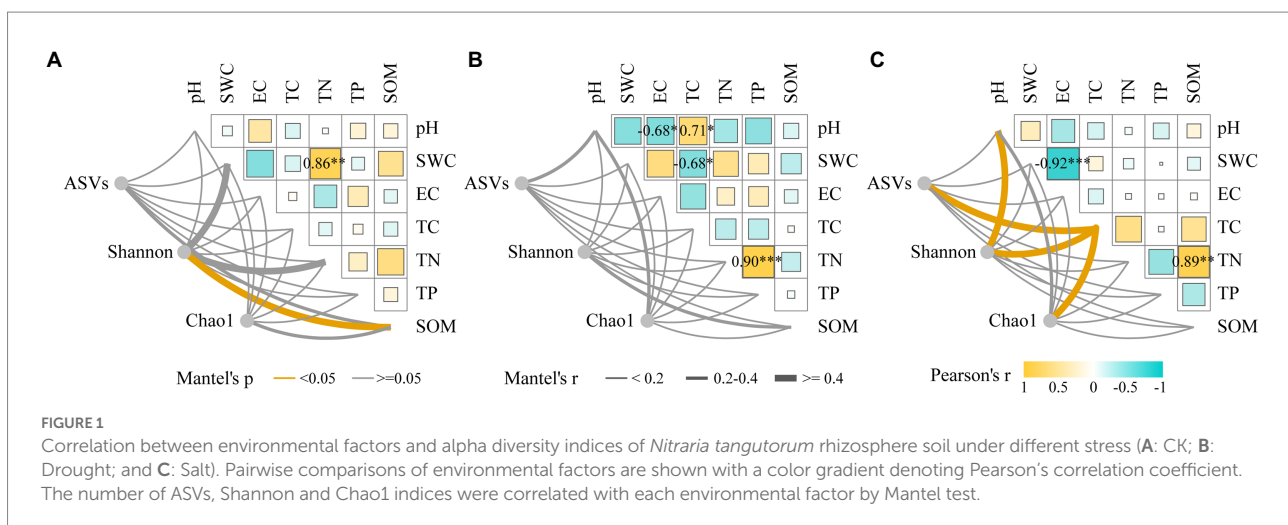 A
B
C
pH SWC EC TC TN TP SOM
pH SWC EC TC TN TP SOM
pH SWC EC TC TN TP SOM
pH
SWC
EC
TC
TN
TP
SOM
0.86**
ASVs
Shannon
Chao1
pH
SWC
EC
TC
TN
TP
SOM
-0.68*
0.71*
-0.68*
0.90***
ASVs
Shannon
Chao1
pH
SWC
EC
TC
TN
TP
SOM
-0.92***
0.89**
ASVs
Shannon
Chao1
Mantel's p <0.05 >=0.05
Mantel's r < 0.2 0.2-0.4 >= 0.4
Pearson's r
1 0.5 0 -0.5 -1
FIGURE 1
Correlation between environmental factors and alpha diversity indices of Nitraria tangutorum rhizosphere soil under different stress (A: CK; B:
Drought; and C: Salt). Pairwise comparisons of environmental factors are shown with a color gradient denoting Pearson's correlation coefficient.
The number of ASVs, Shannon and Chao1 indices were correlated with each environmental factor by Mantel test.